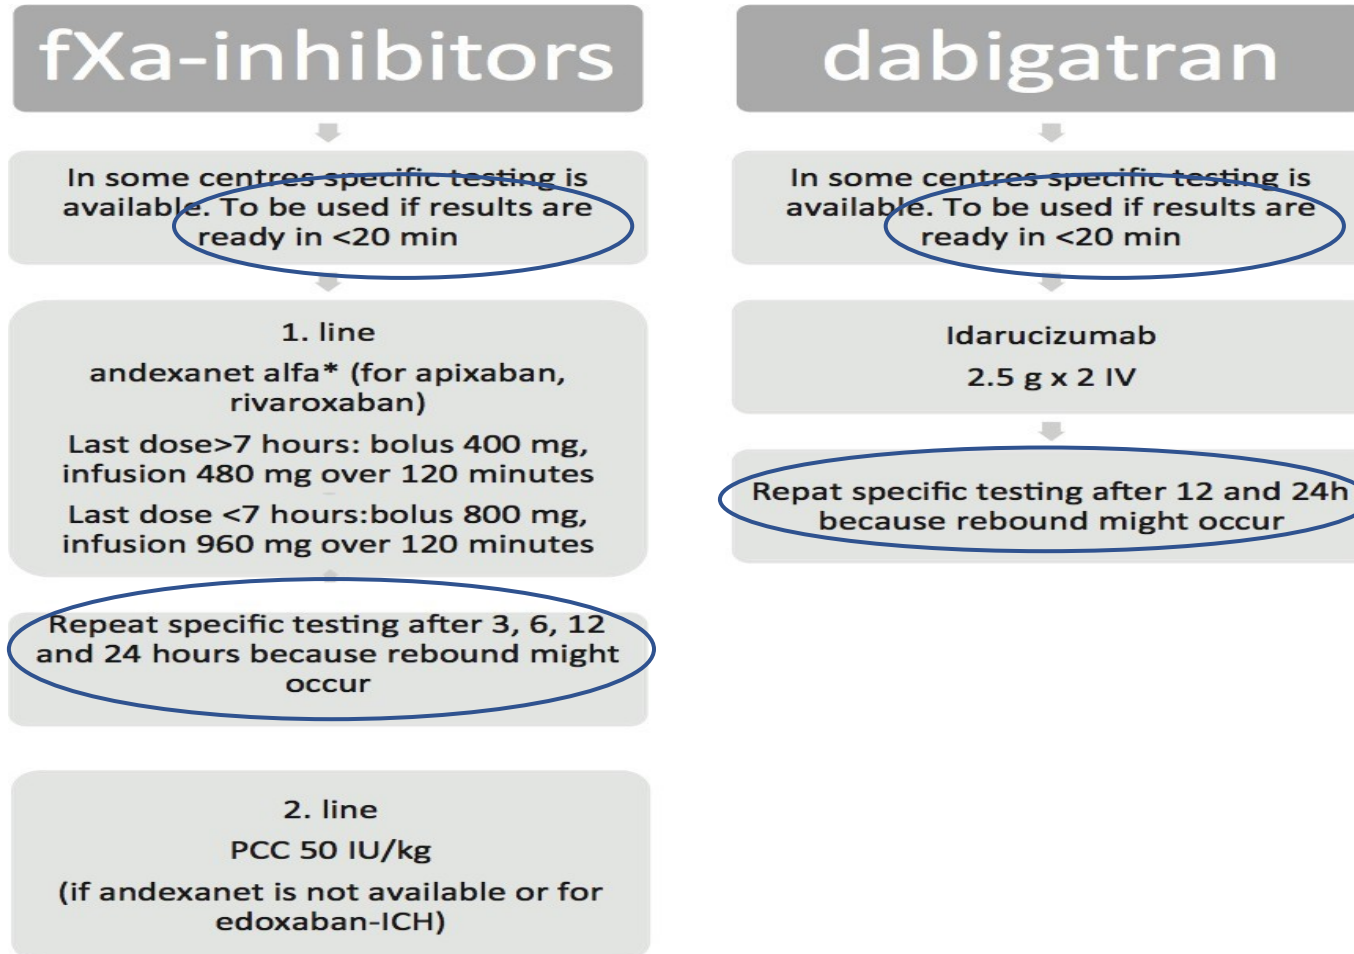 fXa-inhibitors
In some centres specific testing is
available. To be used if results are
ready in <20 min
1. line
andexanet alfa* (for apixaban,
rivaroxaban)
Last dose>7 hours: bolus 400 mg,
infusion 480 mg over 120 minutes
Last dose <7 hours:bolus 800 mg,
infusion 960 mg over 120 minutes
Repeat specific testing after 3, 6, 12
and 24 hours because rebound might
occur
2. line
PCC 50 IU/kg
(if andexanet is not available or for
edoxaban-ICH)
dabigatran
In some centres specific testing is
available. To be used if results are
ready in <20 min
Idarucizumab
2.5 g x 2 IV
Repat specific testing after 12 and 24h
because rebound might occur